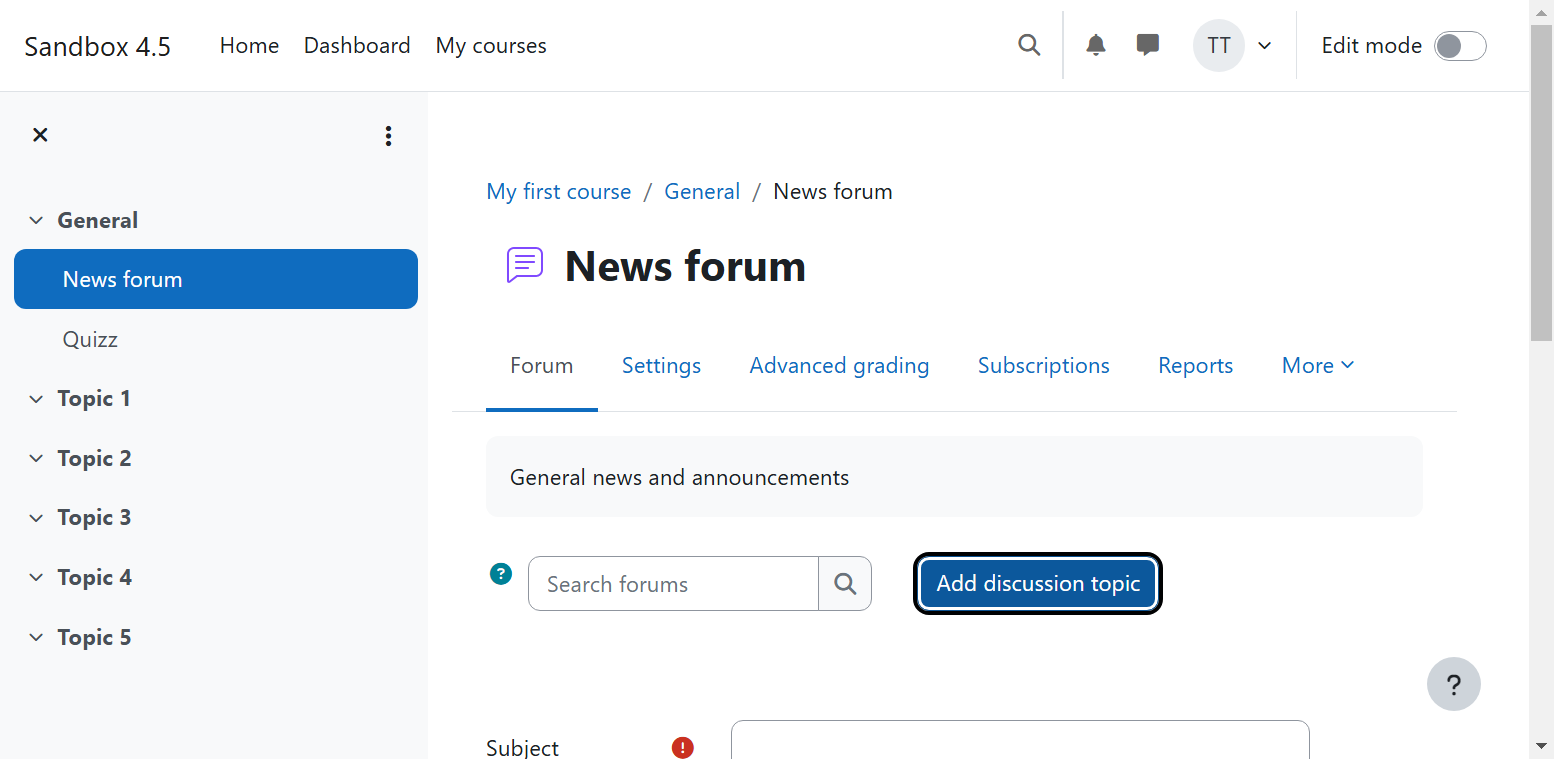 Sandbox 4.5 Home Dashboard My courses TT Edit mode
General
News forum
Quizz
Topic 1
Topic 2
Topic 3
Topic 4
Topic 5
My first course / General / News forum
News forum
Forum Settings Advanced grading Subscriptions Reports More
General news and announcements
? Search forums Add discussion topic
?
Subject !